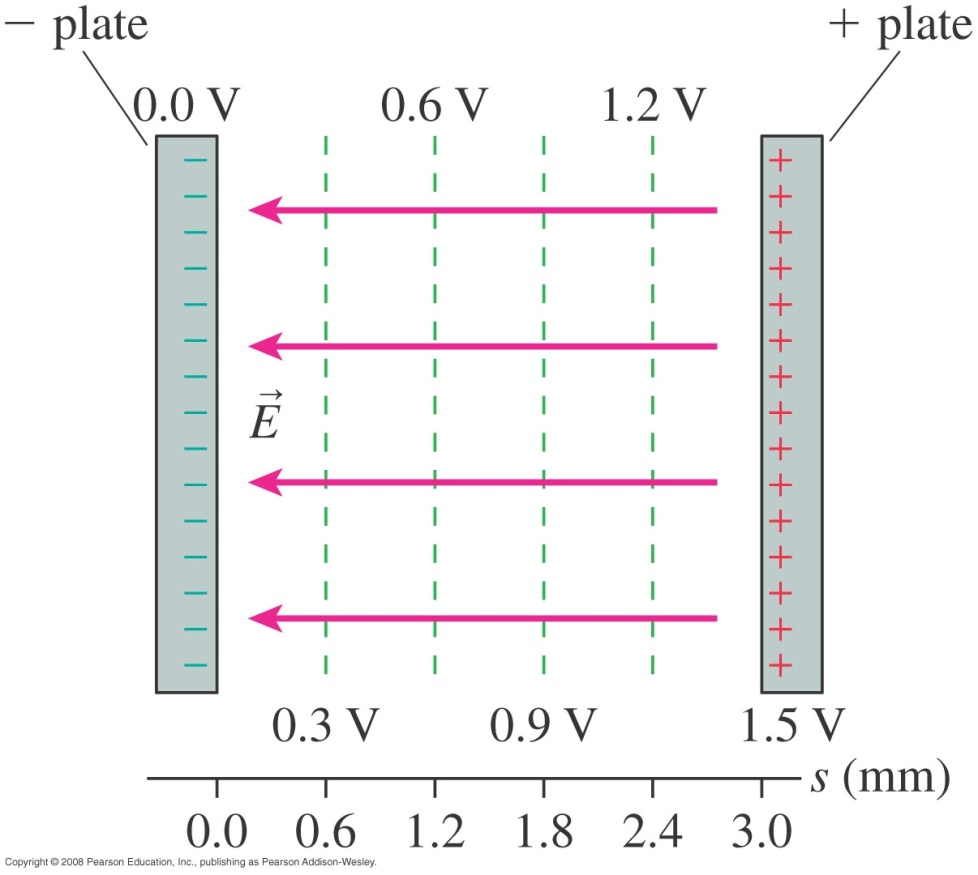 − plate + plate
0.0 V 0.6 V 1.2 V
E
0.3 V 0.9 V 1.5 V
s (mm)
0.0 0.6 1.2 1.8 2.4 3.0
Copyright © 2008 Pearson Education, Inc., publishing as Pearson Addison-Wesley.